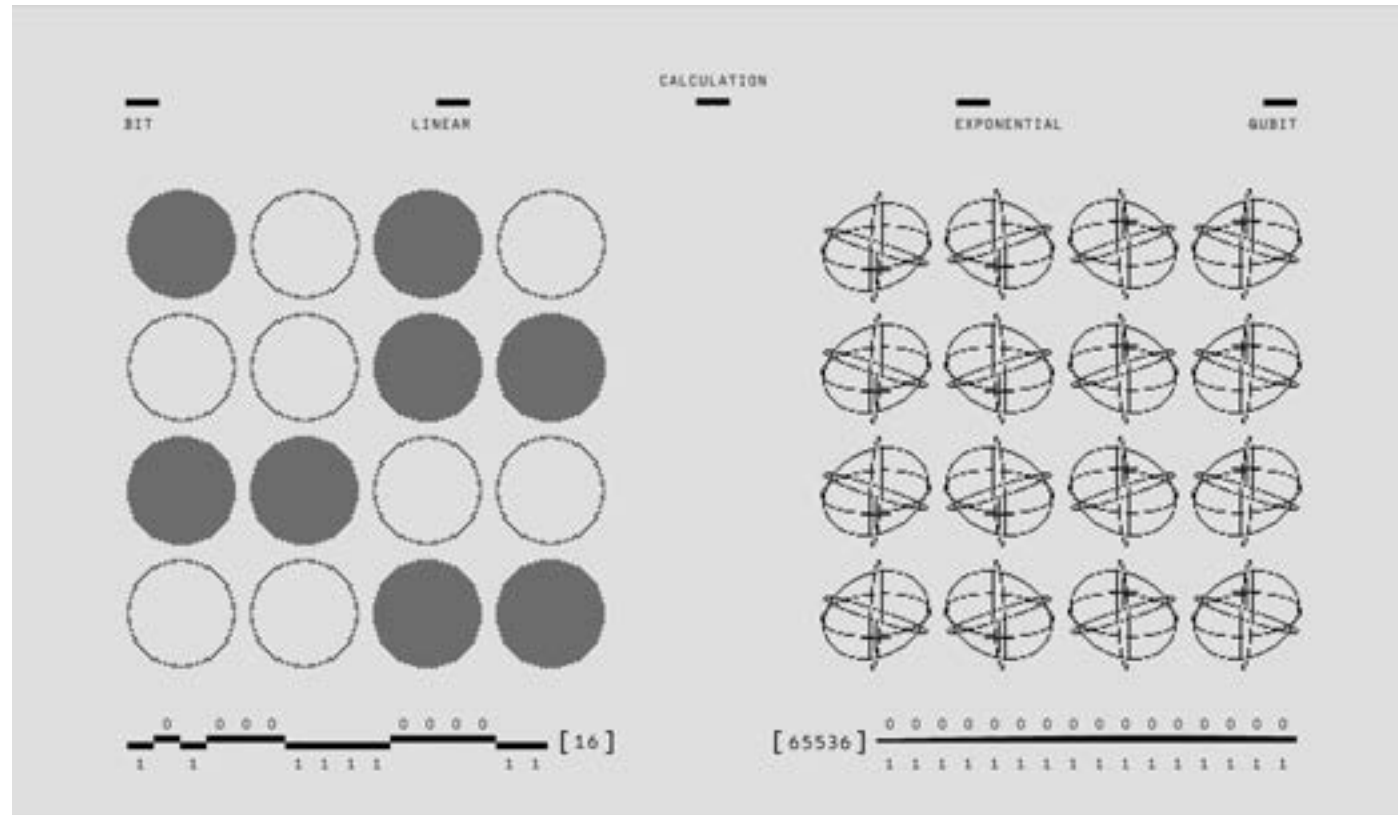 CALCULATION
BIT LINEAR EXPONENTIAL QUBIT
0 0 0 0 0 0 0 0
[16]
1 1 1 1 1 1 1 1
[65536]
0 0 0 0 0 0 0 0 0 0 0 0 0 0 0 0
1 1 1 1 1 1 1 1 1 1 1 1 1 1 1 1